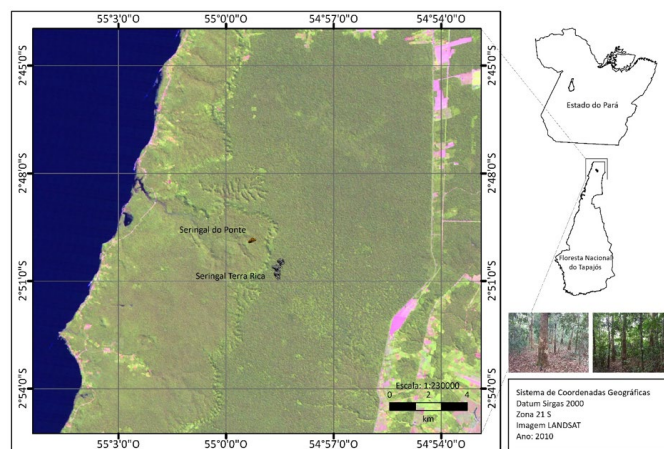 55°3'0"O 55°0'0"O 54°57'0"O 54°54'0"O
2°45'0"S
2°48'0"S
2°51'0"S
2°54'0"S
Seringal do Ponte
Seringal Terra Rica
Escala: 1:230000
0 2 4
km
55°3'0"O 55°0'0"O 54°57'0"O 54°54'0"O
2°45'0"S
2°48'0"S
2°51'0"S
2°54'0"S
Estado do Pará
Floresta Nacional
do Tapajós
Sistema de Coordenadas Geográficas
Datum Sirgas 2000
Zona 21 S
Imagem LANDSAT
Ano: 2010